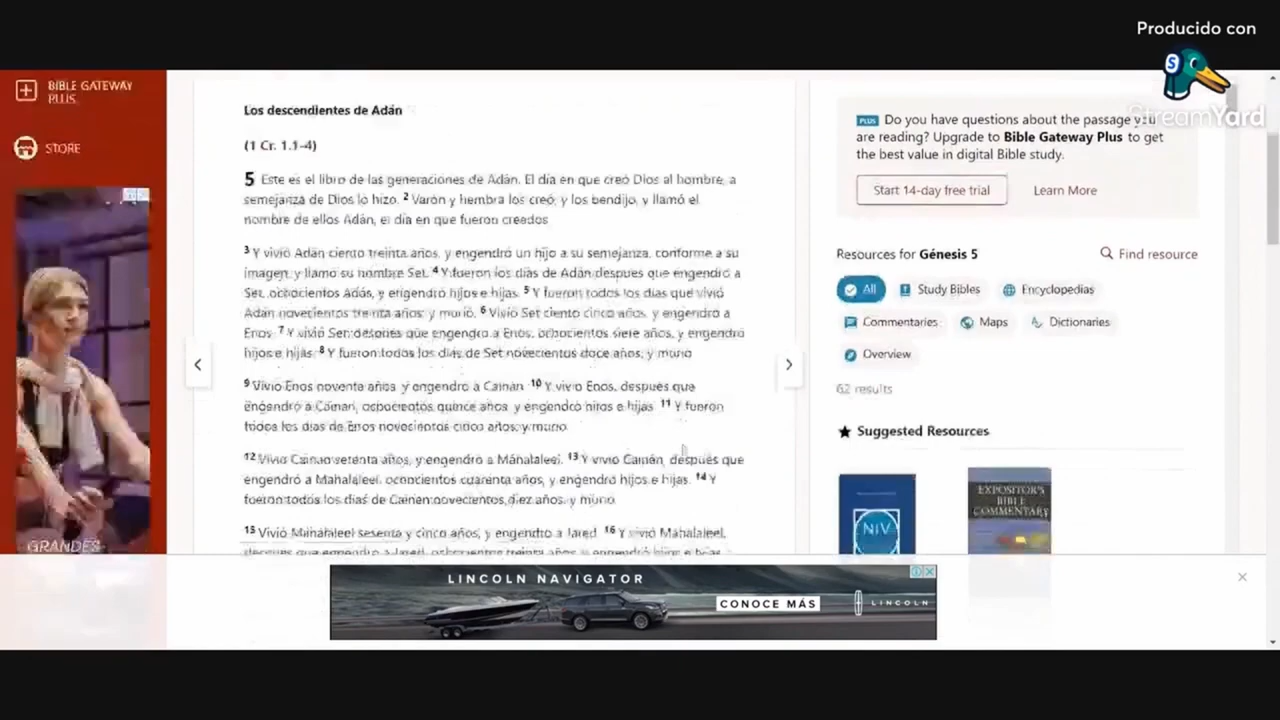 Producido con
StreamYard
BIBLE GATEWAY
PLUS
STORE
GRANDES
Los descendientes de Adán
(1 Cr. 1.1-4)
5 Este es el libro de las generaciones de Adán. El día en que creó Dios al hombre, a
semejanza de Dios lo hizo. 2 Varón y hembra los creó; y los bendijo, y llamó el
nombre de ellos Adán, el día en que fueron creados
3 Y vivió Adán ciento treinta años, y engendró un hijo a su semejanza, conforme a su
imagen, y llamó su nombre Set. 4 Y fueron los días de Adán después que engendró a
Set, ochocientos años, y engendró hijos e hijas. 5 Y fueron todos los días que vivió
Adán novecientos treinta años; y murió. 6 Vivió Set ciento cinco años, y engendró a
Enós. 7 Y vivió Set, después que engendró a Enós, ochocientos siete años, y engendró
hijos e hijas. 8 Y fueron todos los días de Set novecientos doce años; y murió
9 Vivió Enós noventa años, y engendró a Cainán. 10 Y vivió Enós, después que
engendró a Cainán, ochocientos quince años, y engendró hijos e hijas. 11 Y fueron
todos los días de Enós novecientos cinco años; y murió
12 Vivió Cainán setenta años, y engendró a Mahalaleel. 13 Y vivió Cainán, después que
engendró a Mahalaleel, ochocientos cuarenta años, y engendró hijos e hijas. 14 Y
fueron todos los días de Cainán novecientos diez años; y murió
15 Vivió Mahalaleel sesenta y cinco años, y engendró a Jared. 16 Y vivió Mahalaleel,
después que engendró a Jared, ochocientos treinta años, y engendró hijos e hijas
PLUS Do you have questions about the passage you
are reading? Upgrade to Bible Gateway Plus to get
the best value in digital Bible study.
Start 14-day free trial Learn More
Resources for Génesis 5 Find resource
All Study Bibles Encyclopedias
Commentaries Maps Dictionaries
Overview
62 results
Suggested Resources
NIV
EXPOSITOR'S
BIBLE
COMMENTARY
LINCOLN NAVIGATOR
CONOCE MÁS
LINCOLN